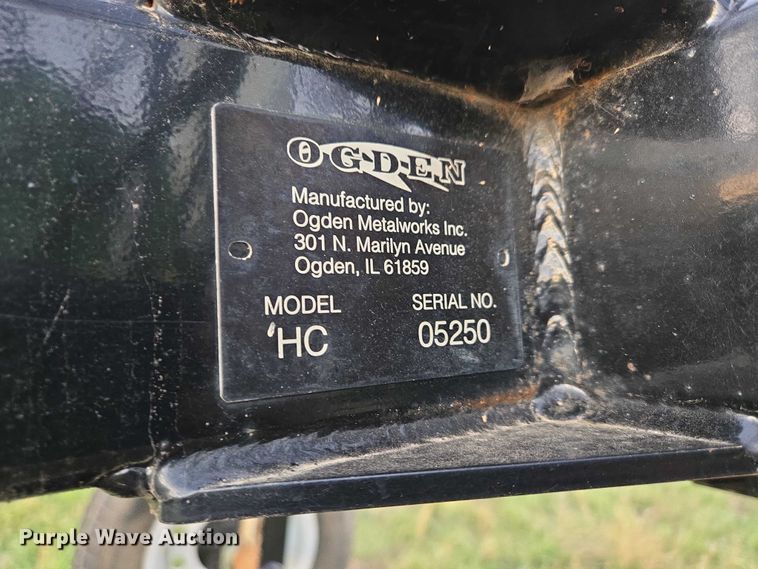 OGDEN
Manufactured by:
Ogden Metalworks Inc.
301 N. Marilyn Avenue
Ogden, IL 61859
MODEL SERIAL NO.
'HC 05250
Purple Wave Auction